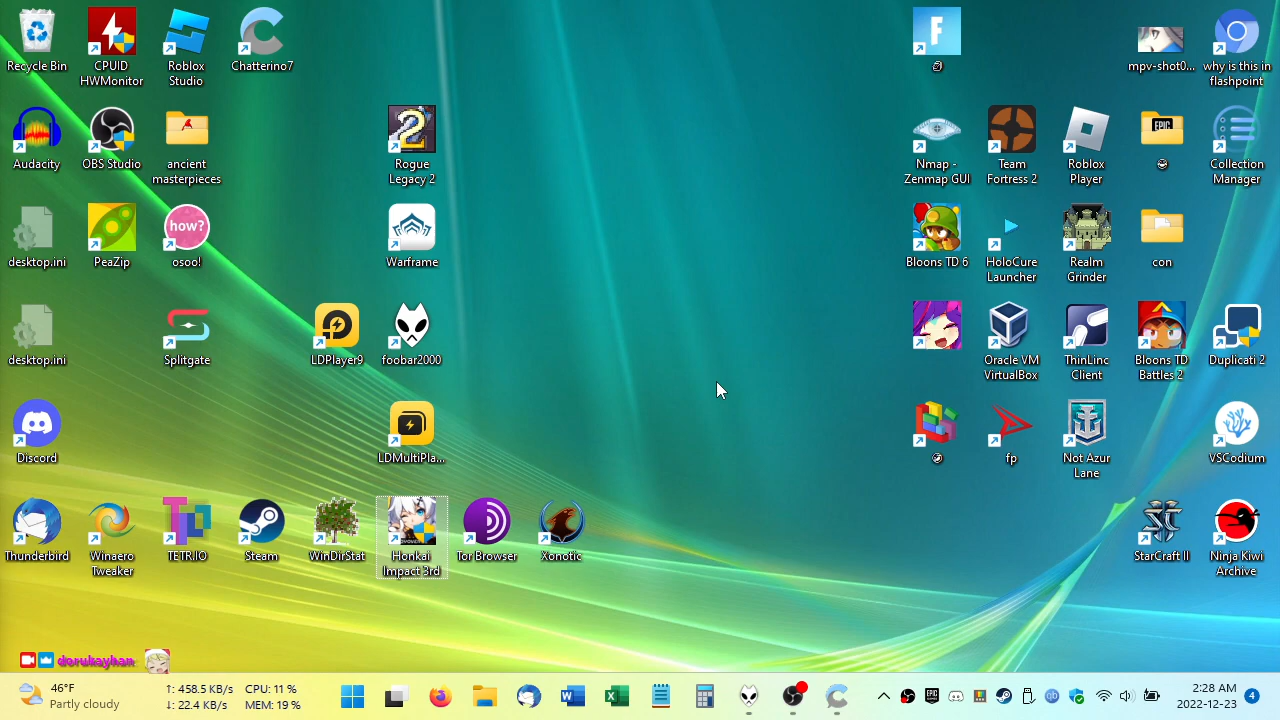 Recycle Bin
CPUID
HWMonitor
Roblox
Studio
Chatterino7
F
mpv-shot0...
why is this in
flashpoint
Audacity
OBS Studio
ancient
masterpieces
2
Rogue
Legacy 2
Nmap -
Zenmap GUI
Team
Fortress 2
Roblox
Player
EPIC
Collection
Manager
desktop.ini
PeaZip
how?
osoo!
Warframe
Bloons TD 6
HoloCure
Launcher
Realm
Grinder
con
desktop.ini
Splitgate
LDPlayer9
foobar2000
Oracle VM
VirtualBox
ThinLinc
Client
Bloons TD
Battles 2
Duplicati 2
Discord
LDMultiPla...
fp
Not Azur
Lane
VSCodium
Thunderbird
Winaero
Tweaker
TETR.IO
Steam
WinDirStat
Honkai
Impact 3rd
Tor Browser
Xonotic
StarCraft II
Ninja Kiwi
Archive
dorukayhan
46°F
Partly cloudy
↑: 458.5 KB/s
↓: 22.4 KB/s
CPU: 11 %
MEM: 19 %
2:28 AM
2022-12-23
4